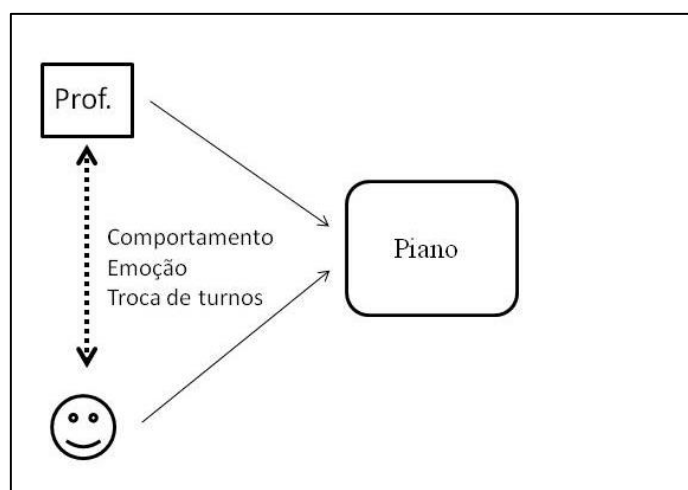 Prof.
Comportamento
Emoção
Troca de turnos
Piano